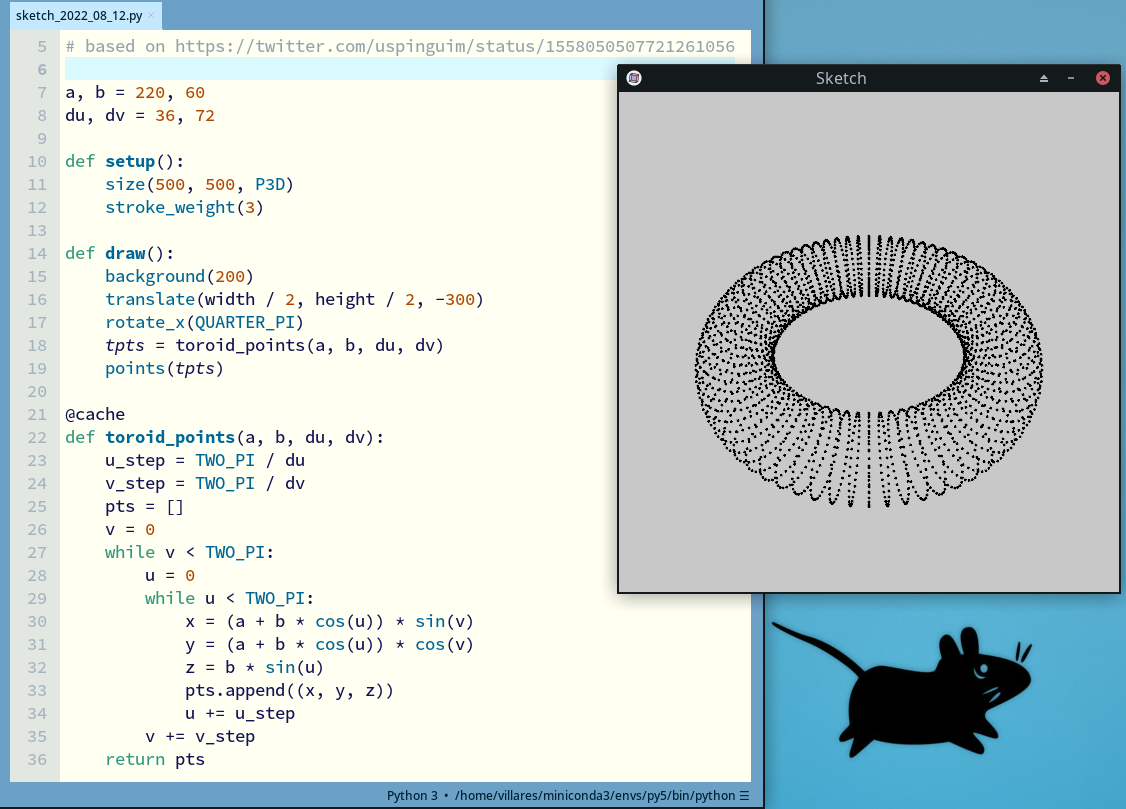 sketch_2022_08_12.py
5 # based on https://twitter.com/uspinguim/status/1558050507721261056
6
7 a, b = 220, 60
8 du, dv = 36, 72
9
10 def setup():
11     size(500, 500, P3D)
12     stroke_weight(3)
13
14 def draw():
15     background(200)
16     translate(width / 2, height / 2, -300)
17     rotate_x(QUARTER_PI)
18     tpts = toroid_points(a, b, du, dv)
19     points(tpts)
20
21 @cache
22 def toroid_points(a, b, du, dv):
23     u_step = TWO_PI / du
24     v_step = TWO_PI / dv
25     pts = []
26     v = 0
27     while v < TWO_PI:
28         u = 0
29         while u < TWO_PI:
30             x = (a + b * cos(u)) * sin(v)
31             y = (a + b * cos(u)) * cos(v)
32             z = b * sin(u)
33             pts.append((x, y, z))
34             u += u_step
35         v += v_step
36     return pts
Python 3 • /home/villares/miniconda3/envs/py5/bin/python ☰
Sketch